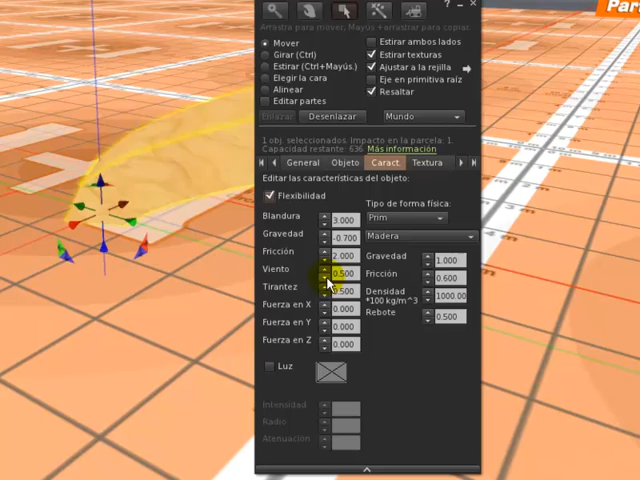 Part
? _ ×
Arrastra para mover, Mayús +arrastrar para copiar
Mover
Girar (Ctrl)
Estirar (Ctrl+Mayús.)
Elegir la cara
Alinear
Editar partes
Estirar ambos lados
Estirar texturas
Ajustar a la rejilla
Eje en primitiva raíz
Resaltar
Enlazar Desenlazar Mundo
1 obj. seleccionados. Impacto en la parcela: 1.
Capacidad restante: 636. Más información
General Objeto Caract. Textura
Editar las características del objeto:
Flexibilidad
Blandura 3.000
Gravedad -0.700
Fricción 2.000
Viento 0.500
Tirantez 0.500
Fuerza en X 0.000
Fuerza en Y 0.000
Fuerza en Z 0.000
Luz
Intensidad
Radio
Atenuación
Tipo de forma física:
Prim
Madera
Gravedad 1.000
Fricción 0.600
Densidad 1000.00
*100 kg/m^3
Rebote 0.500